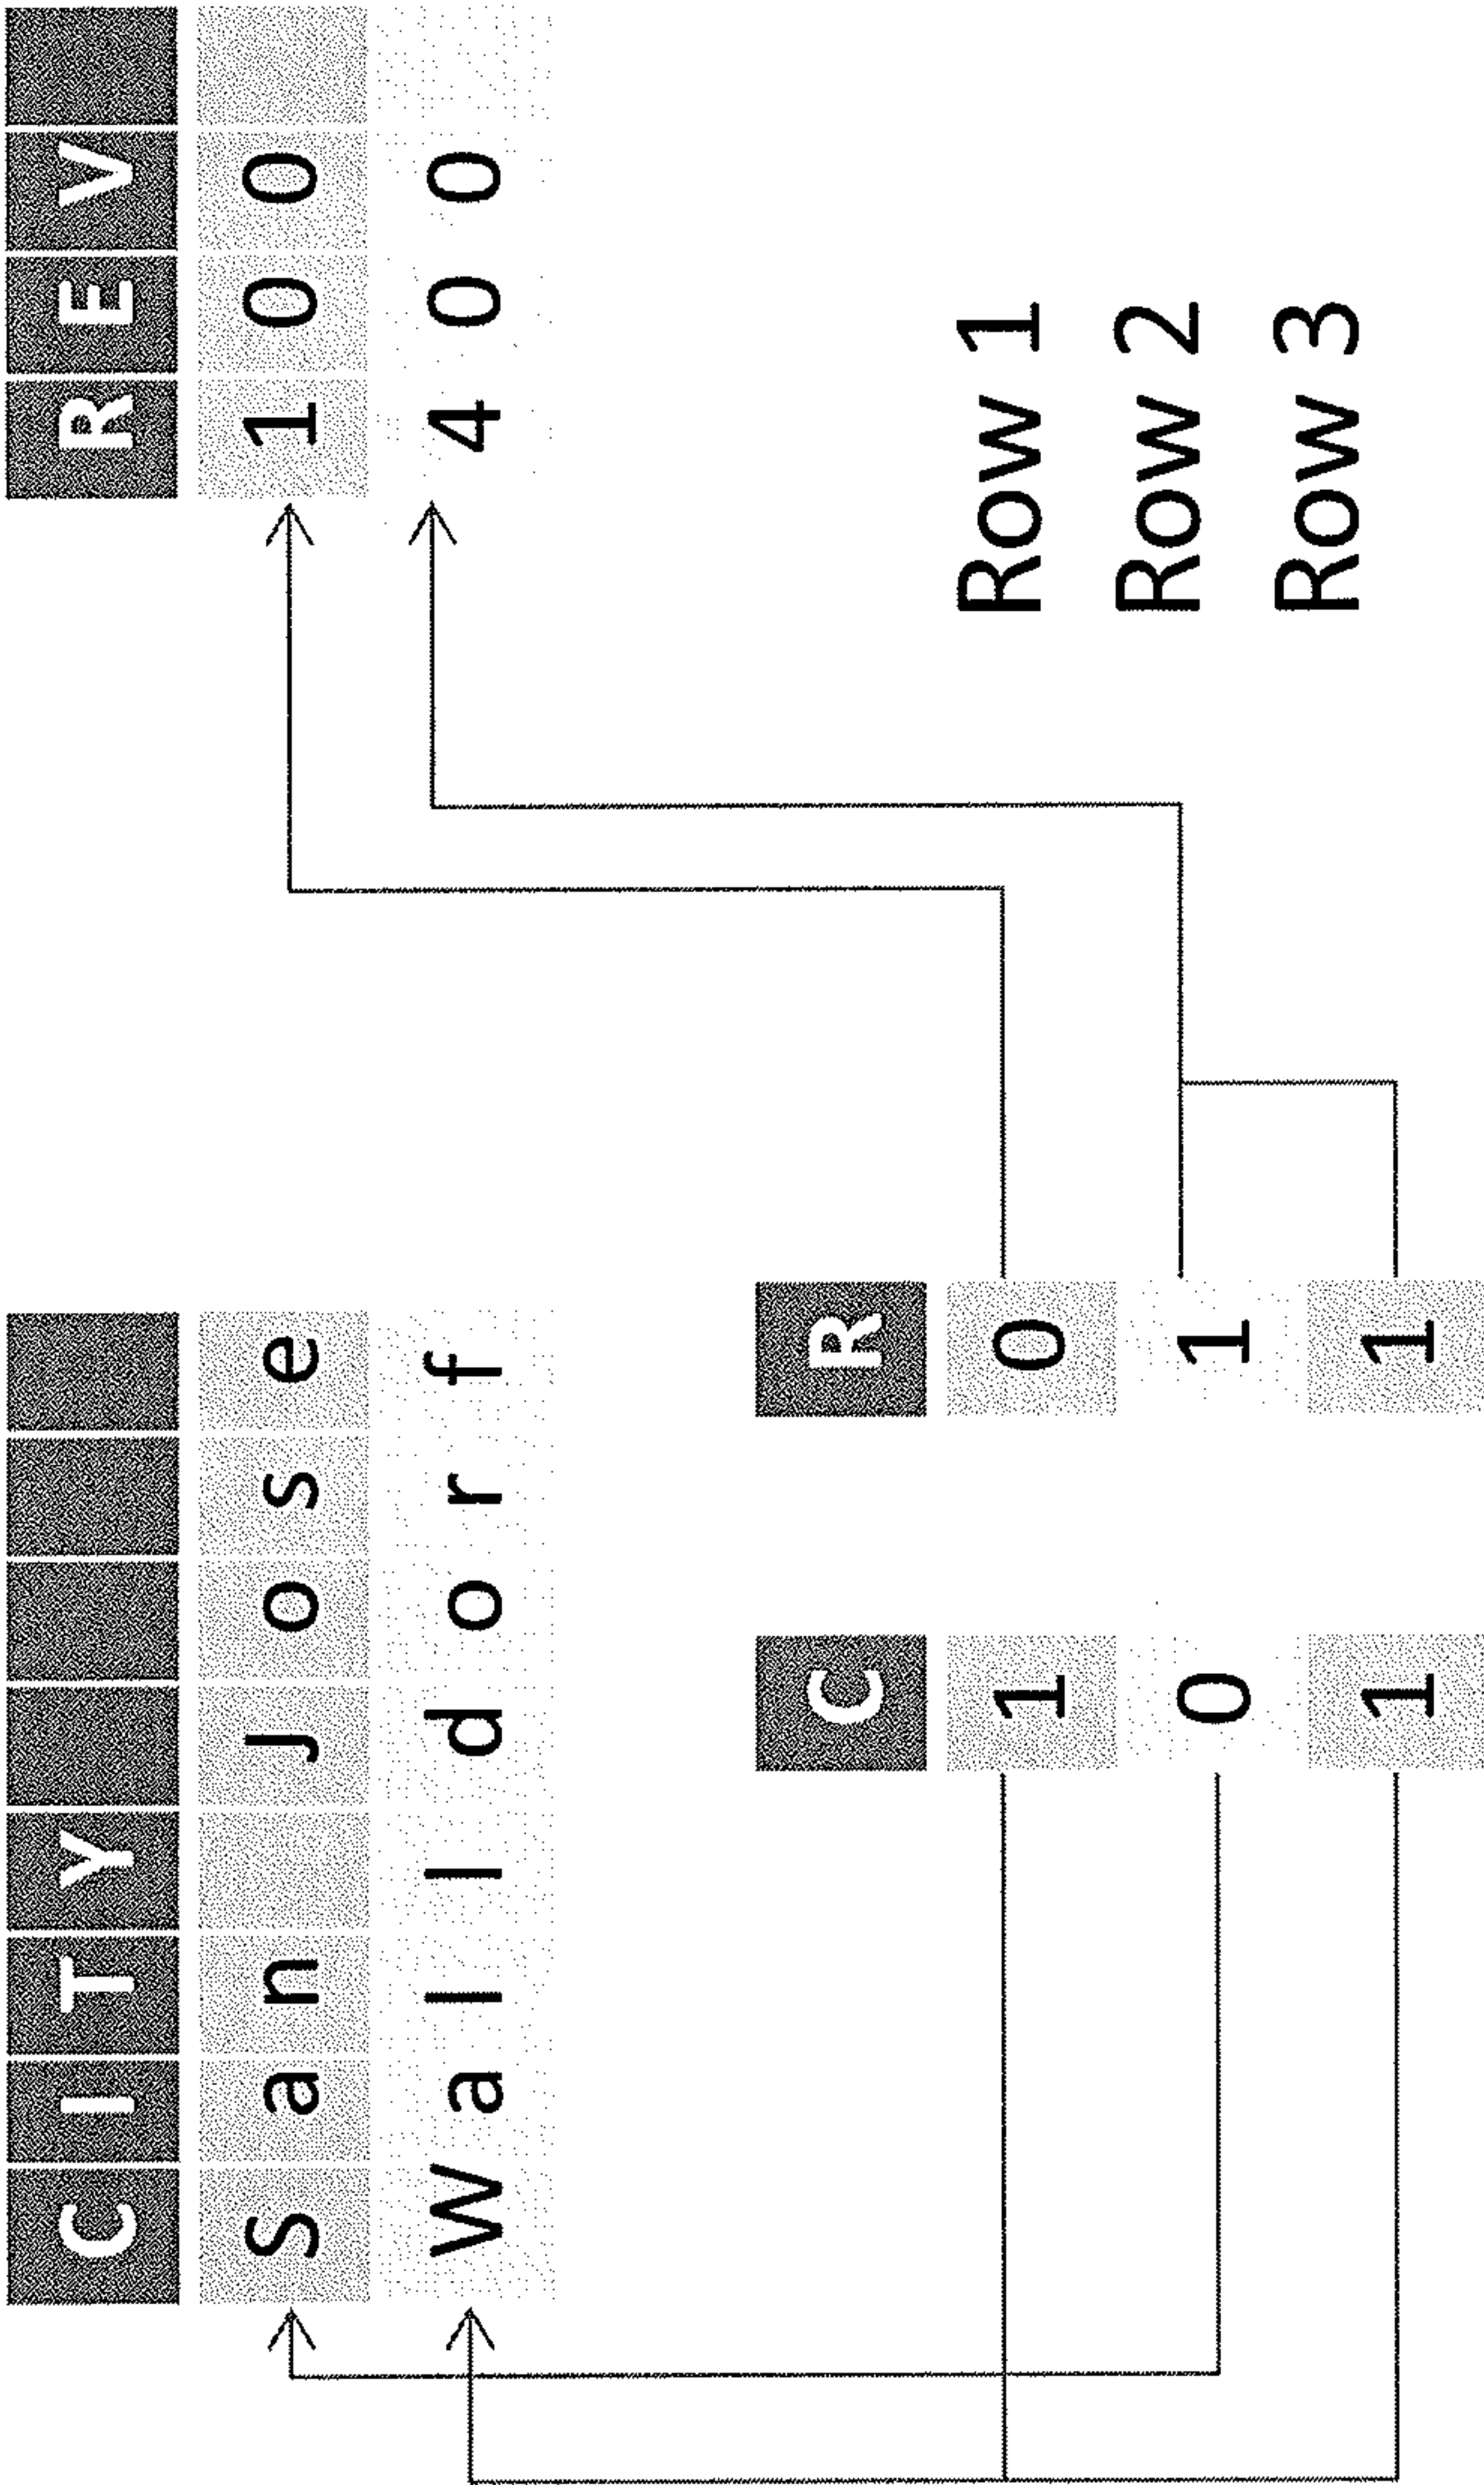 CITY
San Jose
Walldorf
REV
100
400
C R
1 0 Row 1
0 1 Row 2
1 1 Row 3